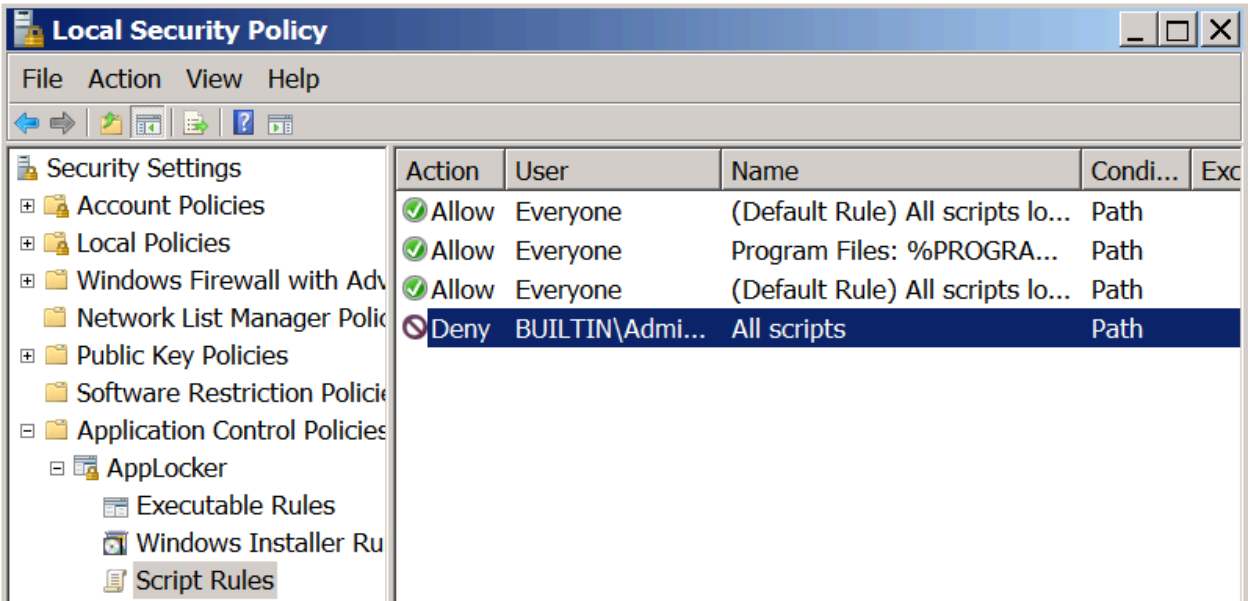 Local Security Policy
File Action View Help
Security Settings
Account Policies
Local Policies
Windows Firewall with Adv
Network List Manager Polic
Public Key Policies
Software Restriction Policie
Application Control Policies
AppLocker
Executable Rules
Windows Installer Ru
Script Rules
Action User Name Condi... Exc
Allow Everyone (Default Rule) All scripts lo... Path
Allow Everyone Program Files: %PROGRA... Path
Allow Everyone (Default Rule) All scripts lo... Path
Deny BUILTIN\Admi... All scripts Path